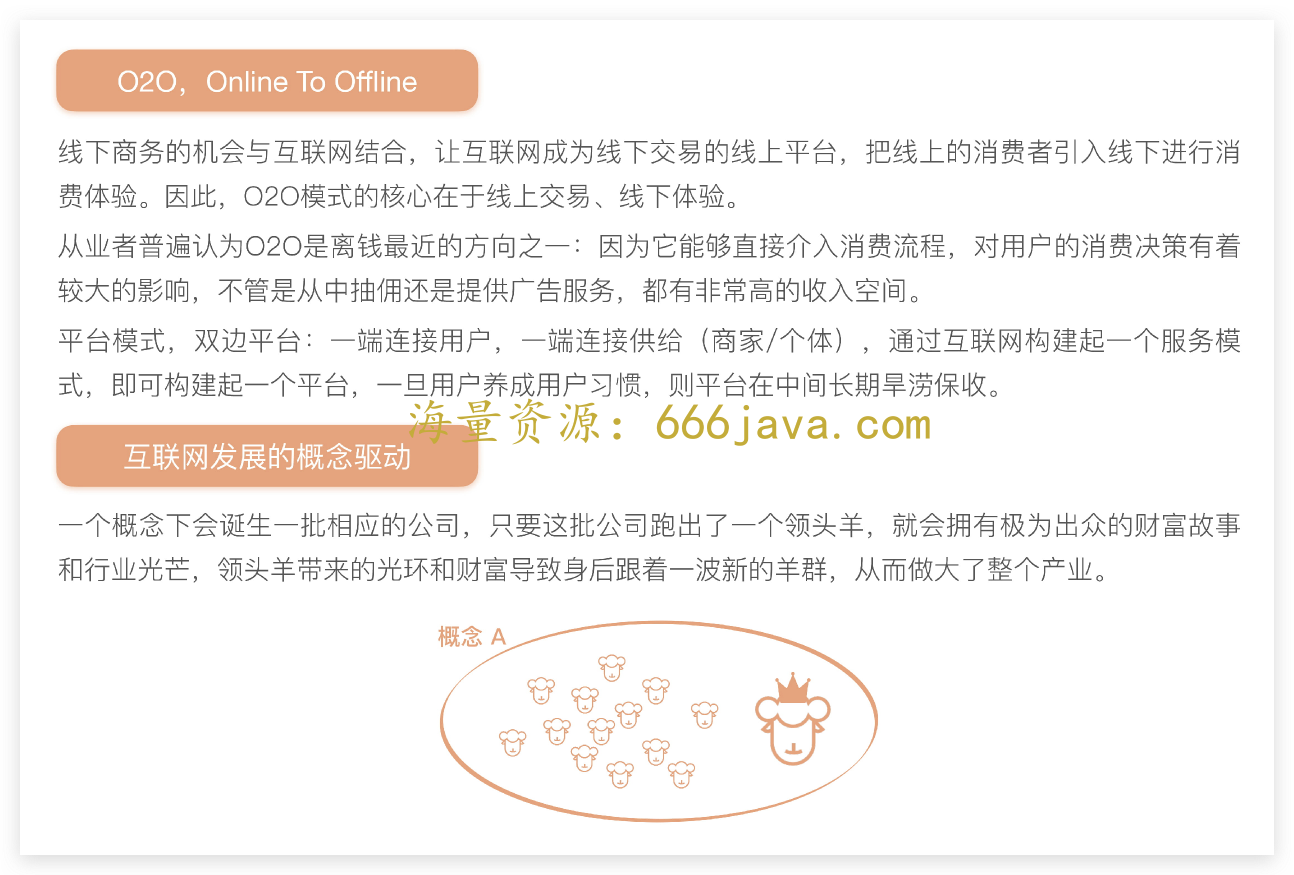 O2O，Online To Offline
线下商务的机会与互联网结合，让互联网成为线下交易的线上平台，把线上的消费者引入线下进行消
费体验。因此，O2O模式的核心在于线上交易、线下体验。
从业者普遍认为O2O是离钱最近的方向之一：因为它能够直接介入消费流程，对用户的消费决策有着
较大的影响，不管是从中抽佣还是提供广告服务，都有非常高的收入空间。
平台模式，双边平台：一端连接用户，一端连接供给（商家/个体），通过互联网构建起一个服务模
式，即可构建起一个平台，一旦用户养成用户习惯，则平台在中间长期旱涝保收。
海量资源：666java.com
互联网发展的概念驱动
一个概念下会诞生一批相应的公司，只要这批公司跑出了一个领头羊，就会拥有极为出众的财富故事
和行业光芒，领头羊带来的光环和财富导致身后跟着一波新的羊群，从而做大了整个产业。
概念 A